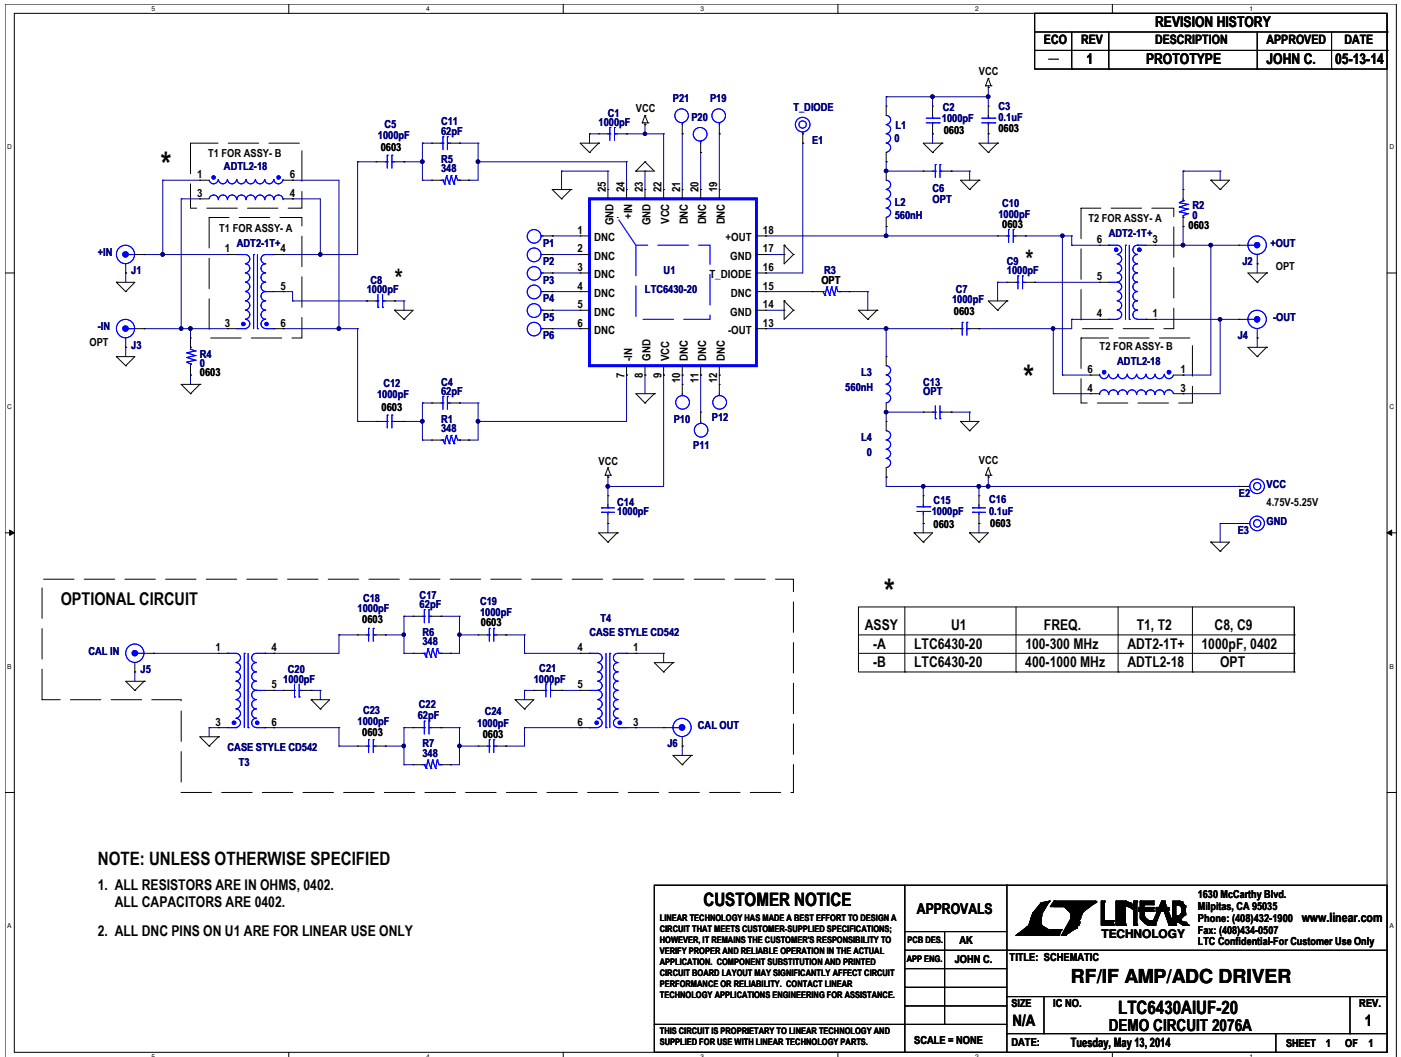 5
4
3
2
1
REVISION HISTORY
ECO REV DESCRIPTION APPROVED DATE
— 1 PROTOTYPE JOHN C. 05-13-14
D
C
B
A
D
C
B
A
*
T1 FOR ASSY- B
ADTL2-18
1 6
3 4
T1 FOR ASSY- A
ADT2-1T+
1 4
5
3 6
+IN
J1
-IN
OPT
J3
R4
0
0603
C5
1000pF
0603
C11
62pF
R5
348
*
C8
1000pF
C12
1000pF
0603
C4
62pF
R1
348
C1
1000pF
VCC
P21
P20
P19
T_DIODE
E1
25 24 23 22 21 20 19
GND +IN GND VCC DNC DNC DNC
P1
P2
P3
P4
P5
P6
1 DNC
2 DNC
3 DNC
4 DNC
5 DNC
6 DNC
U1
LTC6430-20
+OUT 18
GND 17
T_DIODE 16
DNC 15
GND 14
-OUT 13
-IN GND VCC DNC DNC DNC
7 8 9 10 11 12
P10
P11
P12
VCC
C14
1000pF
R3
OPT
VCC
L1
0
C2
1000pF
0603
C3
0.1uF
0603
C6
OPT
L2
560nH
C10
1000pF
0603
C9
1000pF
*
C7
1000pF
0603
L3
560nH
C13
OPT
L4
0
VCC
C15
1000pF
0603
C16
0.1uF
0603
R2
0
0603
T2 FOR ASSY- A
ADT2-1T+
6 3
5
4 1
T2 FOR ASSY- B
ADTL2-18
6 1
4 3
*
+OUT
J2
OPT
-OUT
J4
E2
VCC
4.75V-5.25V
E3
GND
OPTIONAL CIRCUIT
CAL IN
J5
1 4
5
3 6
CASE STYLE CD542
T3
C20
1000pF
C18
1000pF
0603
C17
62pF
R6
348
C19
1000pF
0603
C23
1000pF
0603
C22
62pF
R7
348
C24
1000pF
0603
C21
1000pF
T4
CASE STYLE CD542
4 1
5
6 3
CAL OUT
J6
*
ASSY U1 FREQ. T1, T2 C8, C9
-A LTC6430-20 100-300 MHz ADT2-1T+ 1000pF, 0402
-B LTC6430-20 400-1000 MHz ADTL2-18 OPT
NOTE: UNLESS OTHERWISE SPECIFIED
1. ALL RESISTORS ARE IN OHMS, 0402.
ALL CAPACITORS ARE 0402.
2. ALL DNC PINS ON U1 ARE FOR LINEAR USE ONLY
CUSTOMER NOTICE
LINEAR TECHNOLOGY HAS MADE A BEST EFFORT TO DESIGN A
CIRCUIT THAT MEETS CUSTOMER-SUPPLIED SPECIFICATIONS;
HOWEVER, IT REMAINS THE CUSTOMER'S RESPONSIBILITY TO
VERIFY PROPER AND RELIABLE OPERATION IN THE ACTUAL
APPLICATION. COMPONENT SUBSTITUTION AND PRINTED
CIRCUIT BOARD LAYOUT MAY SIGNIFICANTLY AFFECT CIRCUIT
PERFORMANCE OR RELIABILITY. CONTACT LINEAR
TECHNOLOGY APPLICATIONS ENGINEERING FOR ASSISTANCE.
THIS CIRCUIT IS PROPRIETARY TO LINEAR TECHNOLOGY AND
SUPPLIED FOR USE WITH LINEAR TECHNOLOGY PARTS.
APPROVALS
PCB DES. AK
APP ENG. JOHN C.
SCALE = NONE
LINEAR
TECHNOLOGY
1630 McCarthy Blvd.
Milpitas, CA 95035
Phone: (408)432-1900 www.linear.com
Fax: (408)434-0507
LTC Confidential-For Customer Use Only
TITLE: SCHEMATIC
RF/IF AMP/ADC DRIVER
SIZE
N/A
IC NO.
LTC6430AIUF-20
DEMO CIRCUIT 2076A
REV.
1
DATE: Tuesday, May 13, 2014 SHEET 1 OF 1
5
4
3
2
1